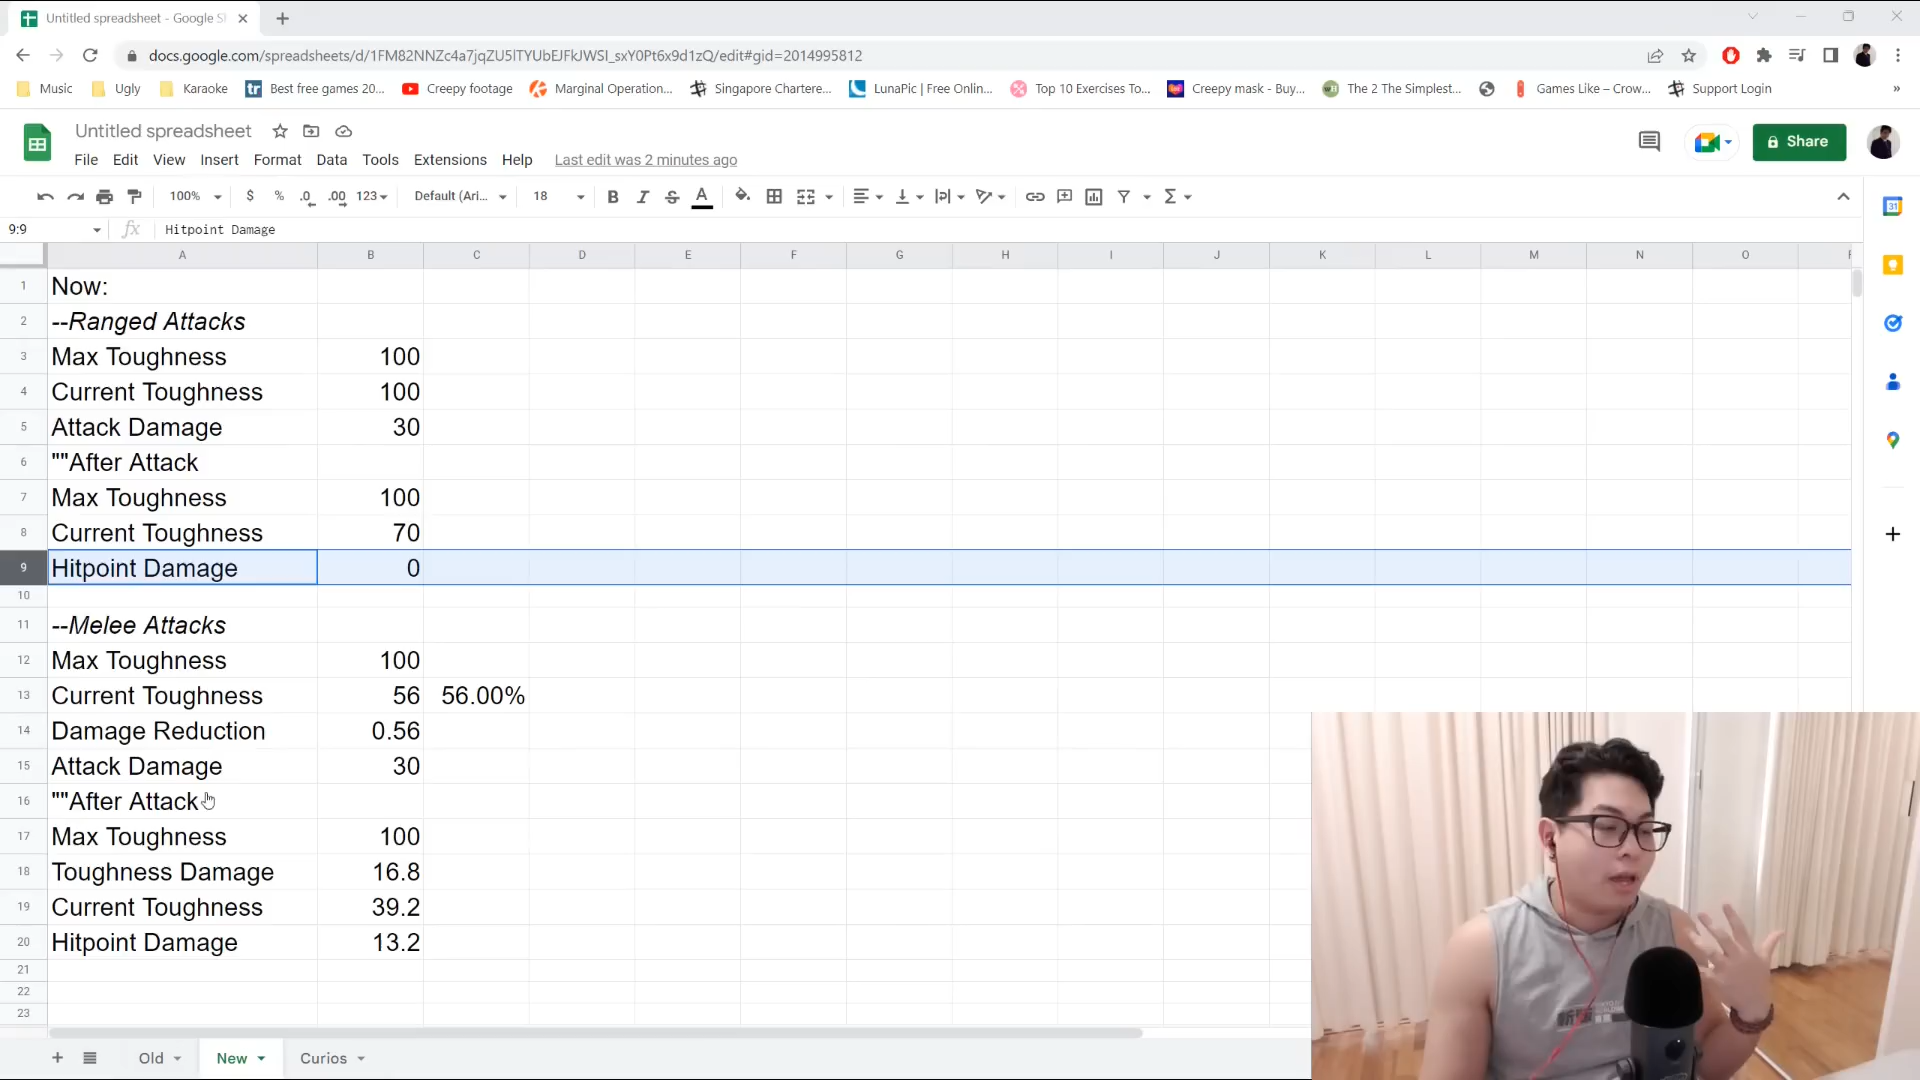 Untitled spreadsheet - Google S
docs.google.com/spreadsheets/d/1FM82NNZc4a7jqZU5lTYUbEJFkJWSI_sxY0Pt6x9d1zQ/edit#gid=2014995812
Music Ugly Karaoke Best free games 20... Creepy footage Marginal Operation... Singapore Chartere... LunaPic | Free Onlin... Top 10 Exercises To... Creepy mask - Buy... The 2 The Simplest... Games Like – Crow... Support Login »
Untitled spreadsheet
Share
File Edit View Insert Format Data Tools Extensions Help Last edit was 2 minutes ago
100% $ % .0 .00 123 Default (Ari... 18 B I S A Σ
9:9 fx Hitpoint Damage
A B C D E F G H I J K L M N O
1 Now:
2 --Ranged Attacks
3 Max Toughness 100
4 Current Toughness 100
5 Attack Damage 30
6 ""After Attack
7 Max Toughness 100
8 Current Toughness 70
9 Hitpoint Damage 0
10
11 --Melee Attacks
12 Max Toughness 100
13 Current Toughness 56 56.00%
14 Damage Reduction 0.56
15 Attack Damage 30
16 ""After Attack
17 Max Toughness 100
18 Toughness Damage 16.8
19 Current Toughness 39.2
20 Hitpoint Damage 13.2
21
22
23
Old New Curios
31